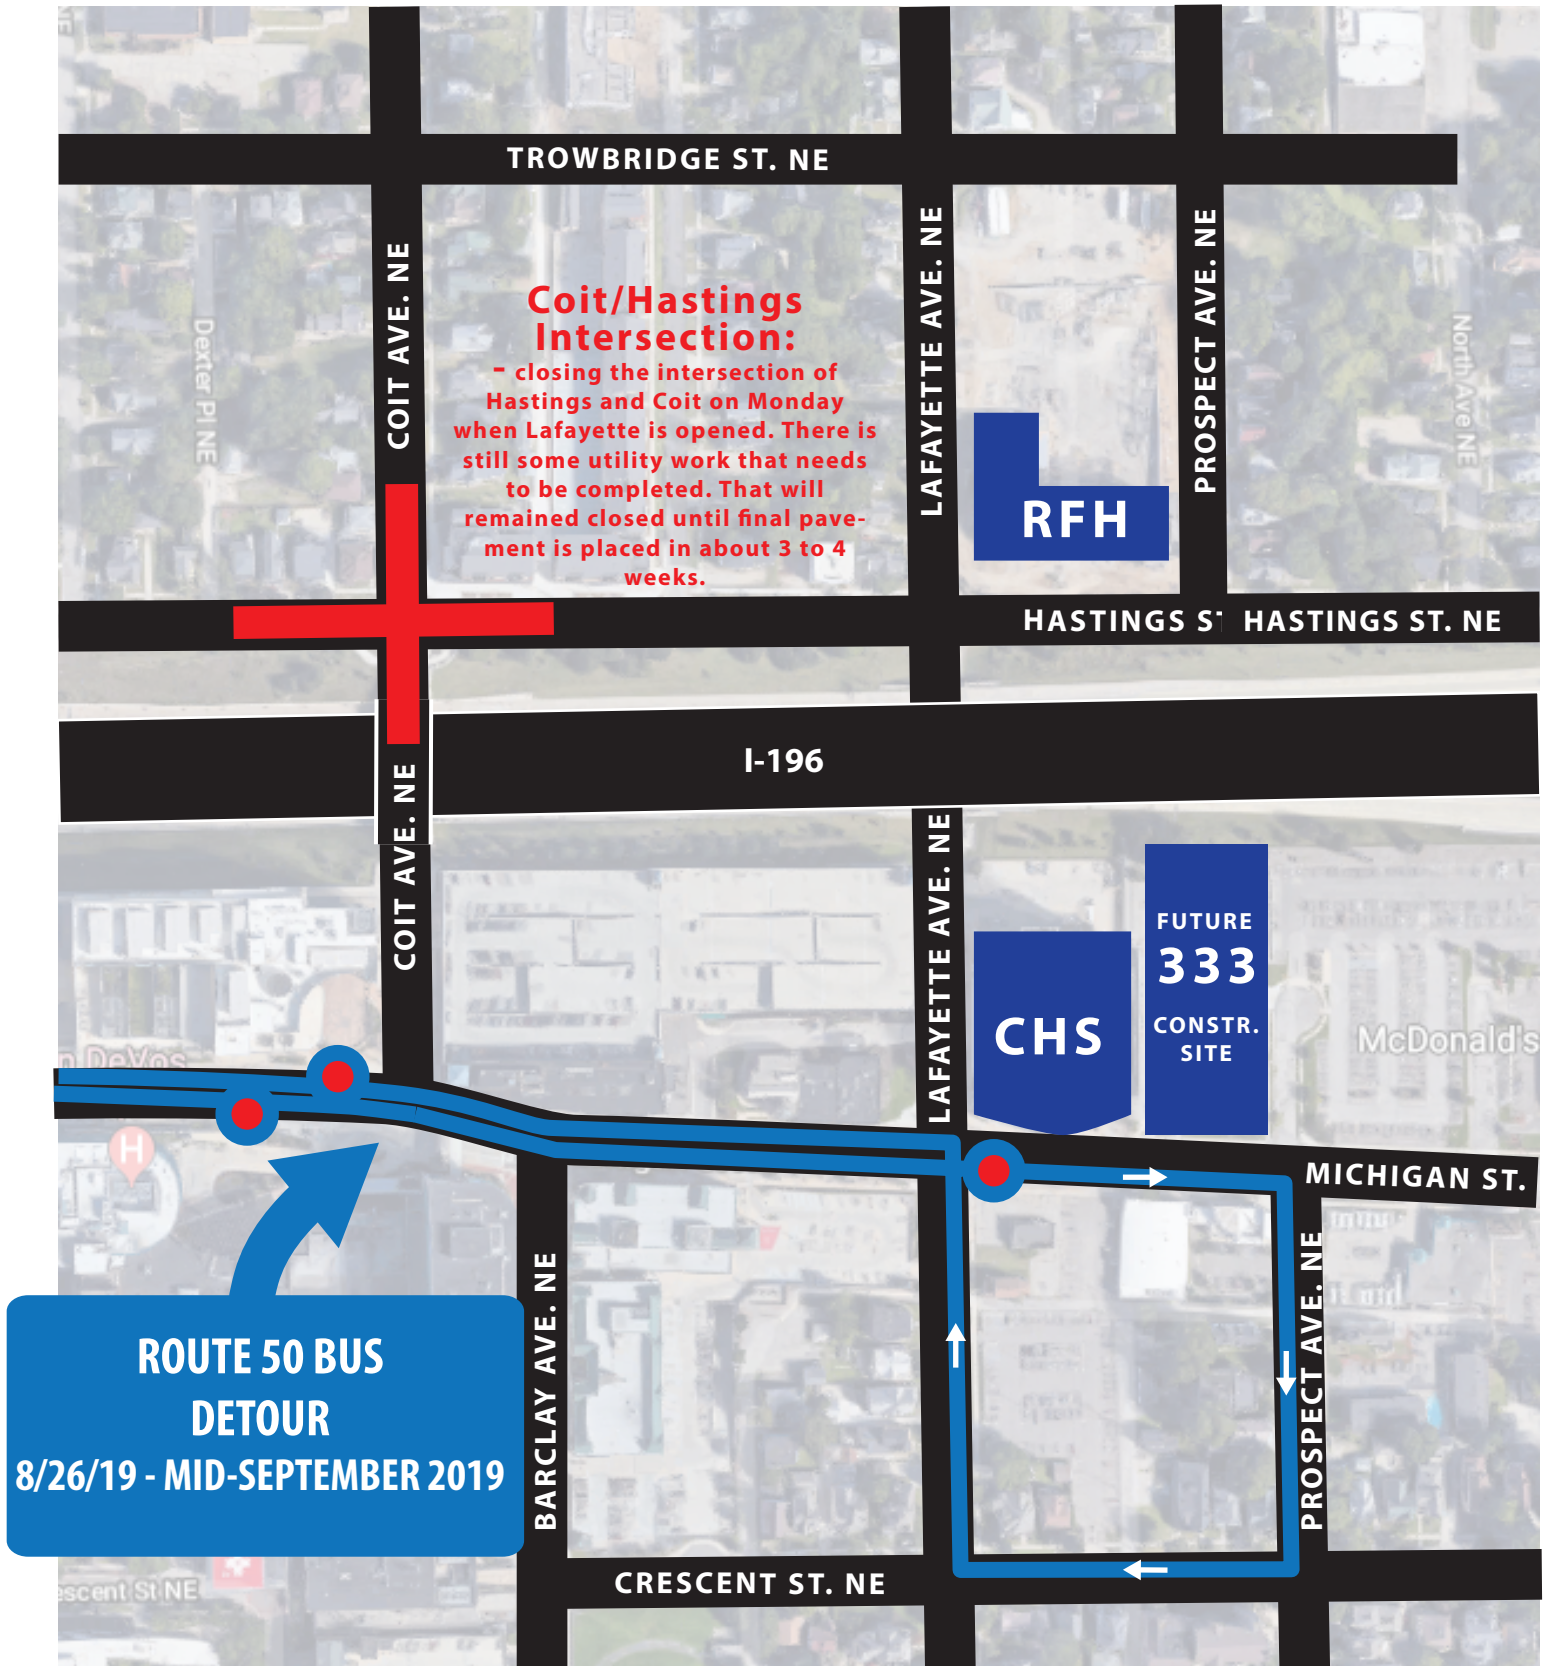 NE
TROWBRIDGE ST. NE
COIT AVE. NE
LAFAYETTE AVE. NE
PROSPECT AVE. NE
Dexter Pl NE
North Ave NE
Coit/Hastings
Intersection:
- closing the intersection of
Hastings and Coit on Monday
when Lafayette is opened. There is
still some utility work that needs
to be completed. That will
remained closed until final pave-
ment is placed in about 3 to 4
weeks.
RFH
HASTINGS ST
HASTINGS ST. NE
I-196
COIT AVE. NE
LAFAYETTE AVE. NE
FUTURE
333
CONSTR.
SITE
CHS
McDonald's
n DeVos
H
MICHIGAN ST.
BARCLAY AVE. NE
PROSPECT AVE. NE
ROUTE 50 BUS
DETOUR
8/26/19 - MID-SEPTEMBER 2019
CRESCENT ST. NE
escent St NE